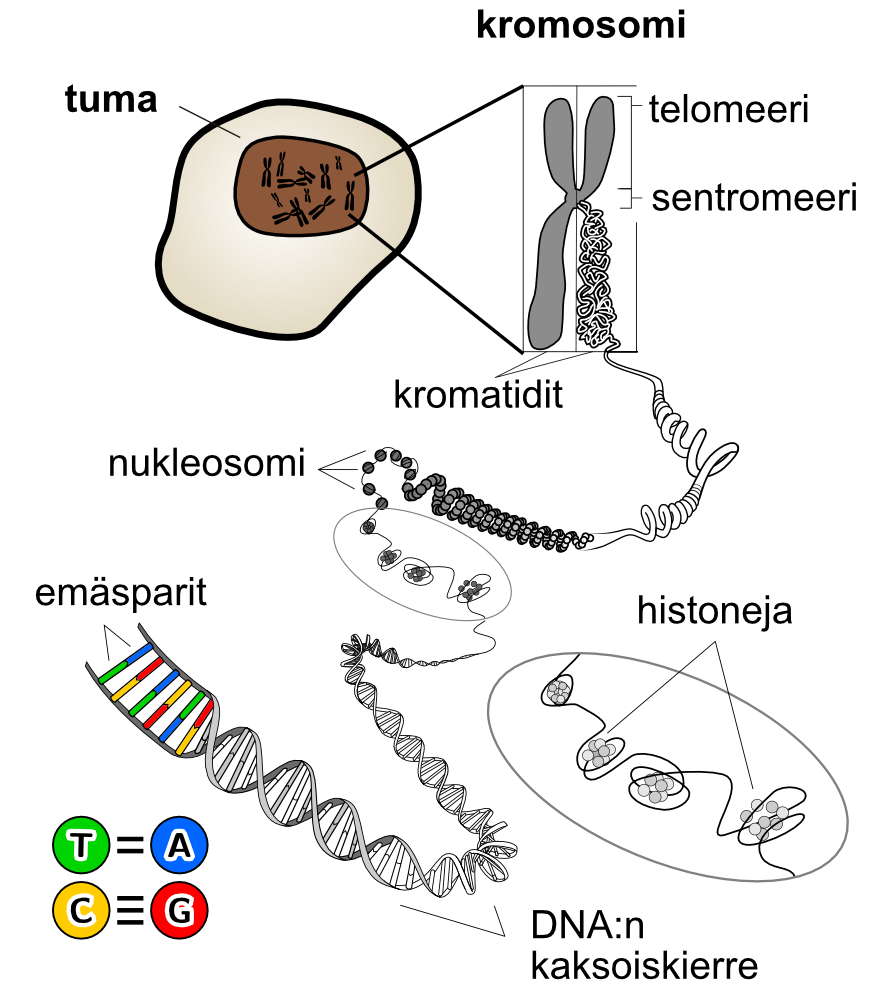 kromosomi
tuma
telomeeri
sentromeeri
kromatidit
nukleosomi
emäsparit
histoneja
T = A
C ≡ G
DNA:n
kaksoiskierre